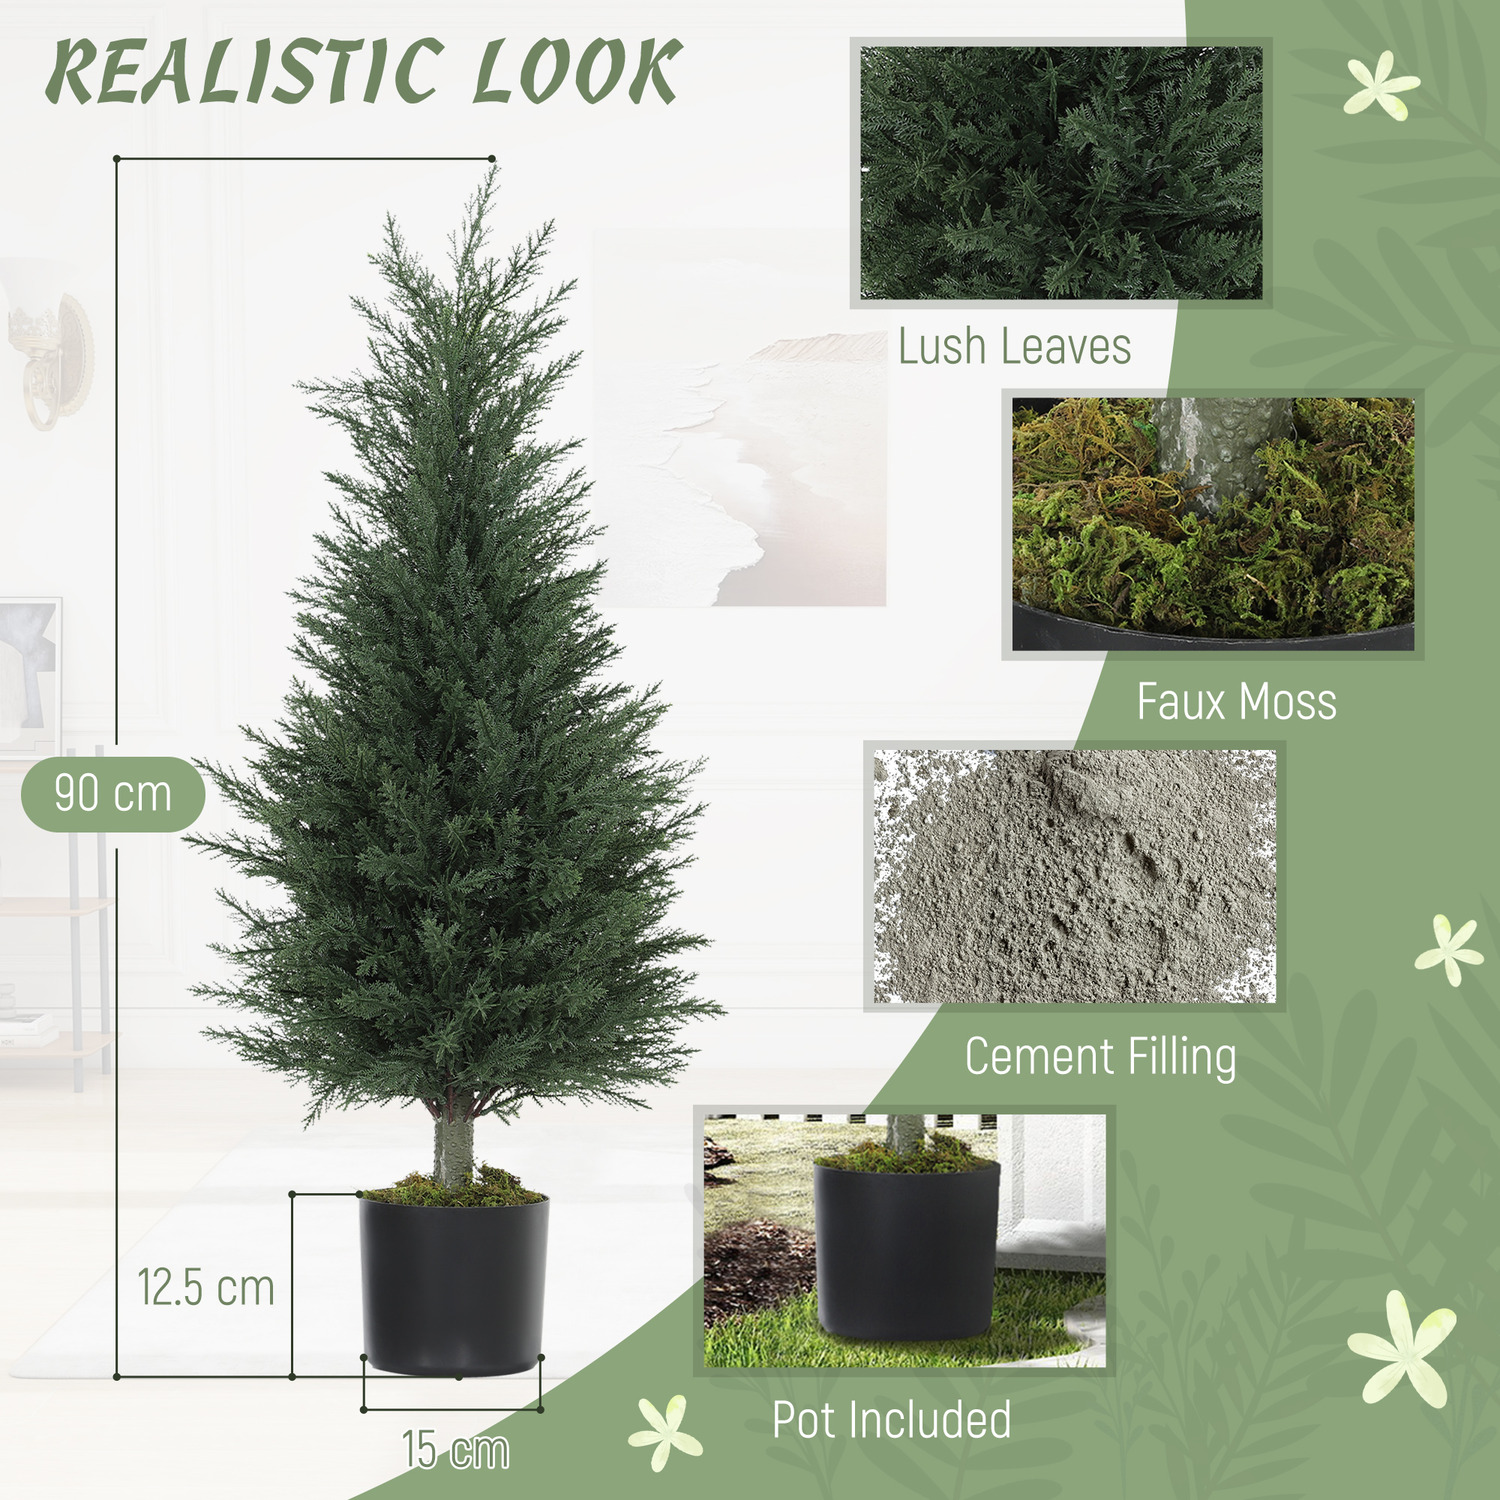 REALISTIC LOOK
Lush Leaves
Faux Moss
90 cm
Cement Filling
12.5 cm
Pot Included
15 cm